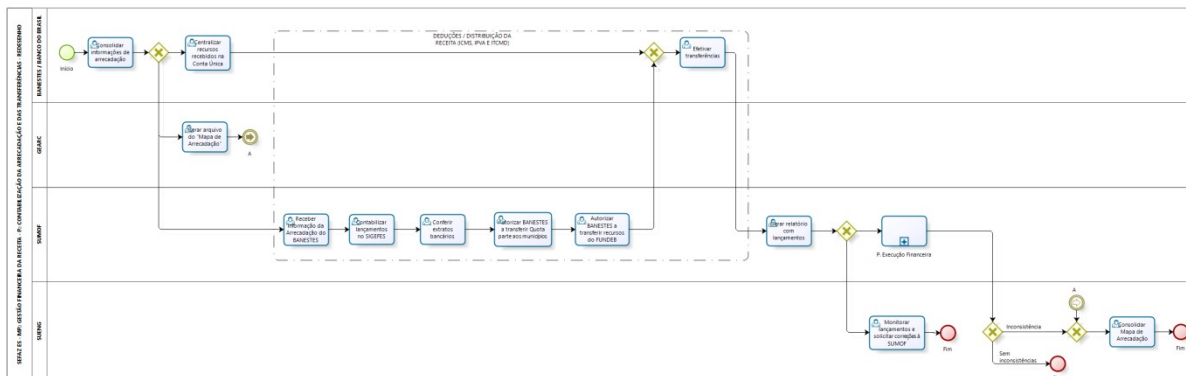 SEFAZ ES - MP: GESTÃO FINANCEIRA DA RECEITA - P.: CONTABILIZAÇÃO DA ARRECADAÇÃO E DAS TRANSFERÊNCIAS - REDESENHO
BANESTES / BANCO DO BRASIL
Início
Consolidar
informações de
arrecadação
Centralizar
recursos
recebidos na
Conta Única
DEDUÇÕES / DISTRIBUIÇÃO DA
RECEITA (ICMS, IPVA E ITCMD)
Efetivar
transferências
GEARC
Gerar arquivo
do "Mapa de
Arrecadação"
A
SUMOF
Receber
Informação da
Arrecadação do
BANESTES
Contabilizar
lançamentos
no SIGEFES
Conferir
extratos
bancários
Autorizar BANESTES
a transferir Quota
parte aos municípios
Autorizar
BANESTES a
transferir recursos
do FUNDEB
Gerar relatório
com
lançamentos
P. Execução Financeira
SUENG
Monitorar
lançamentos e
solicitar correções à
SUMOF
Fim
Inconsistência
Sem
inconsistências
A
Consolidar
Mapa de
Arrecadação
Fim